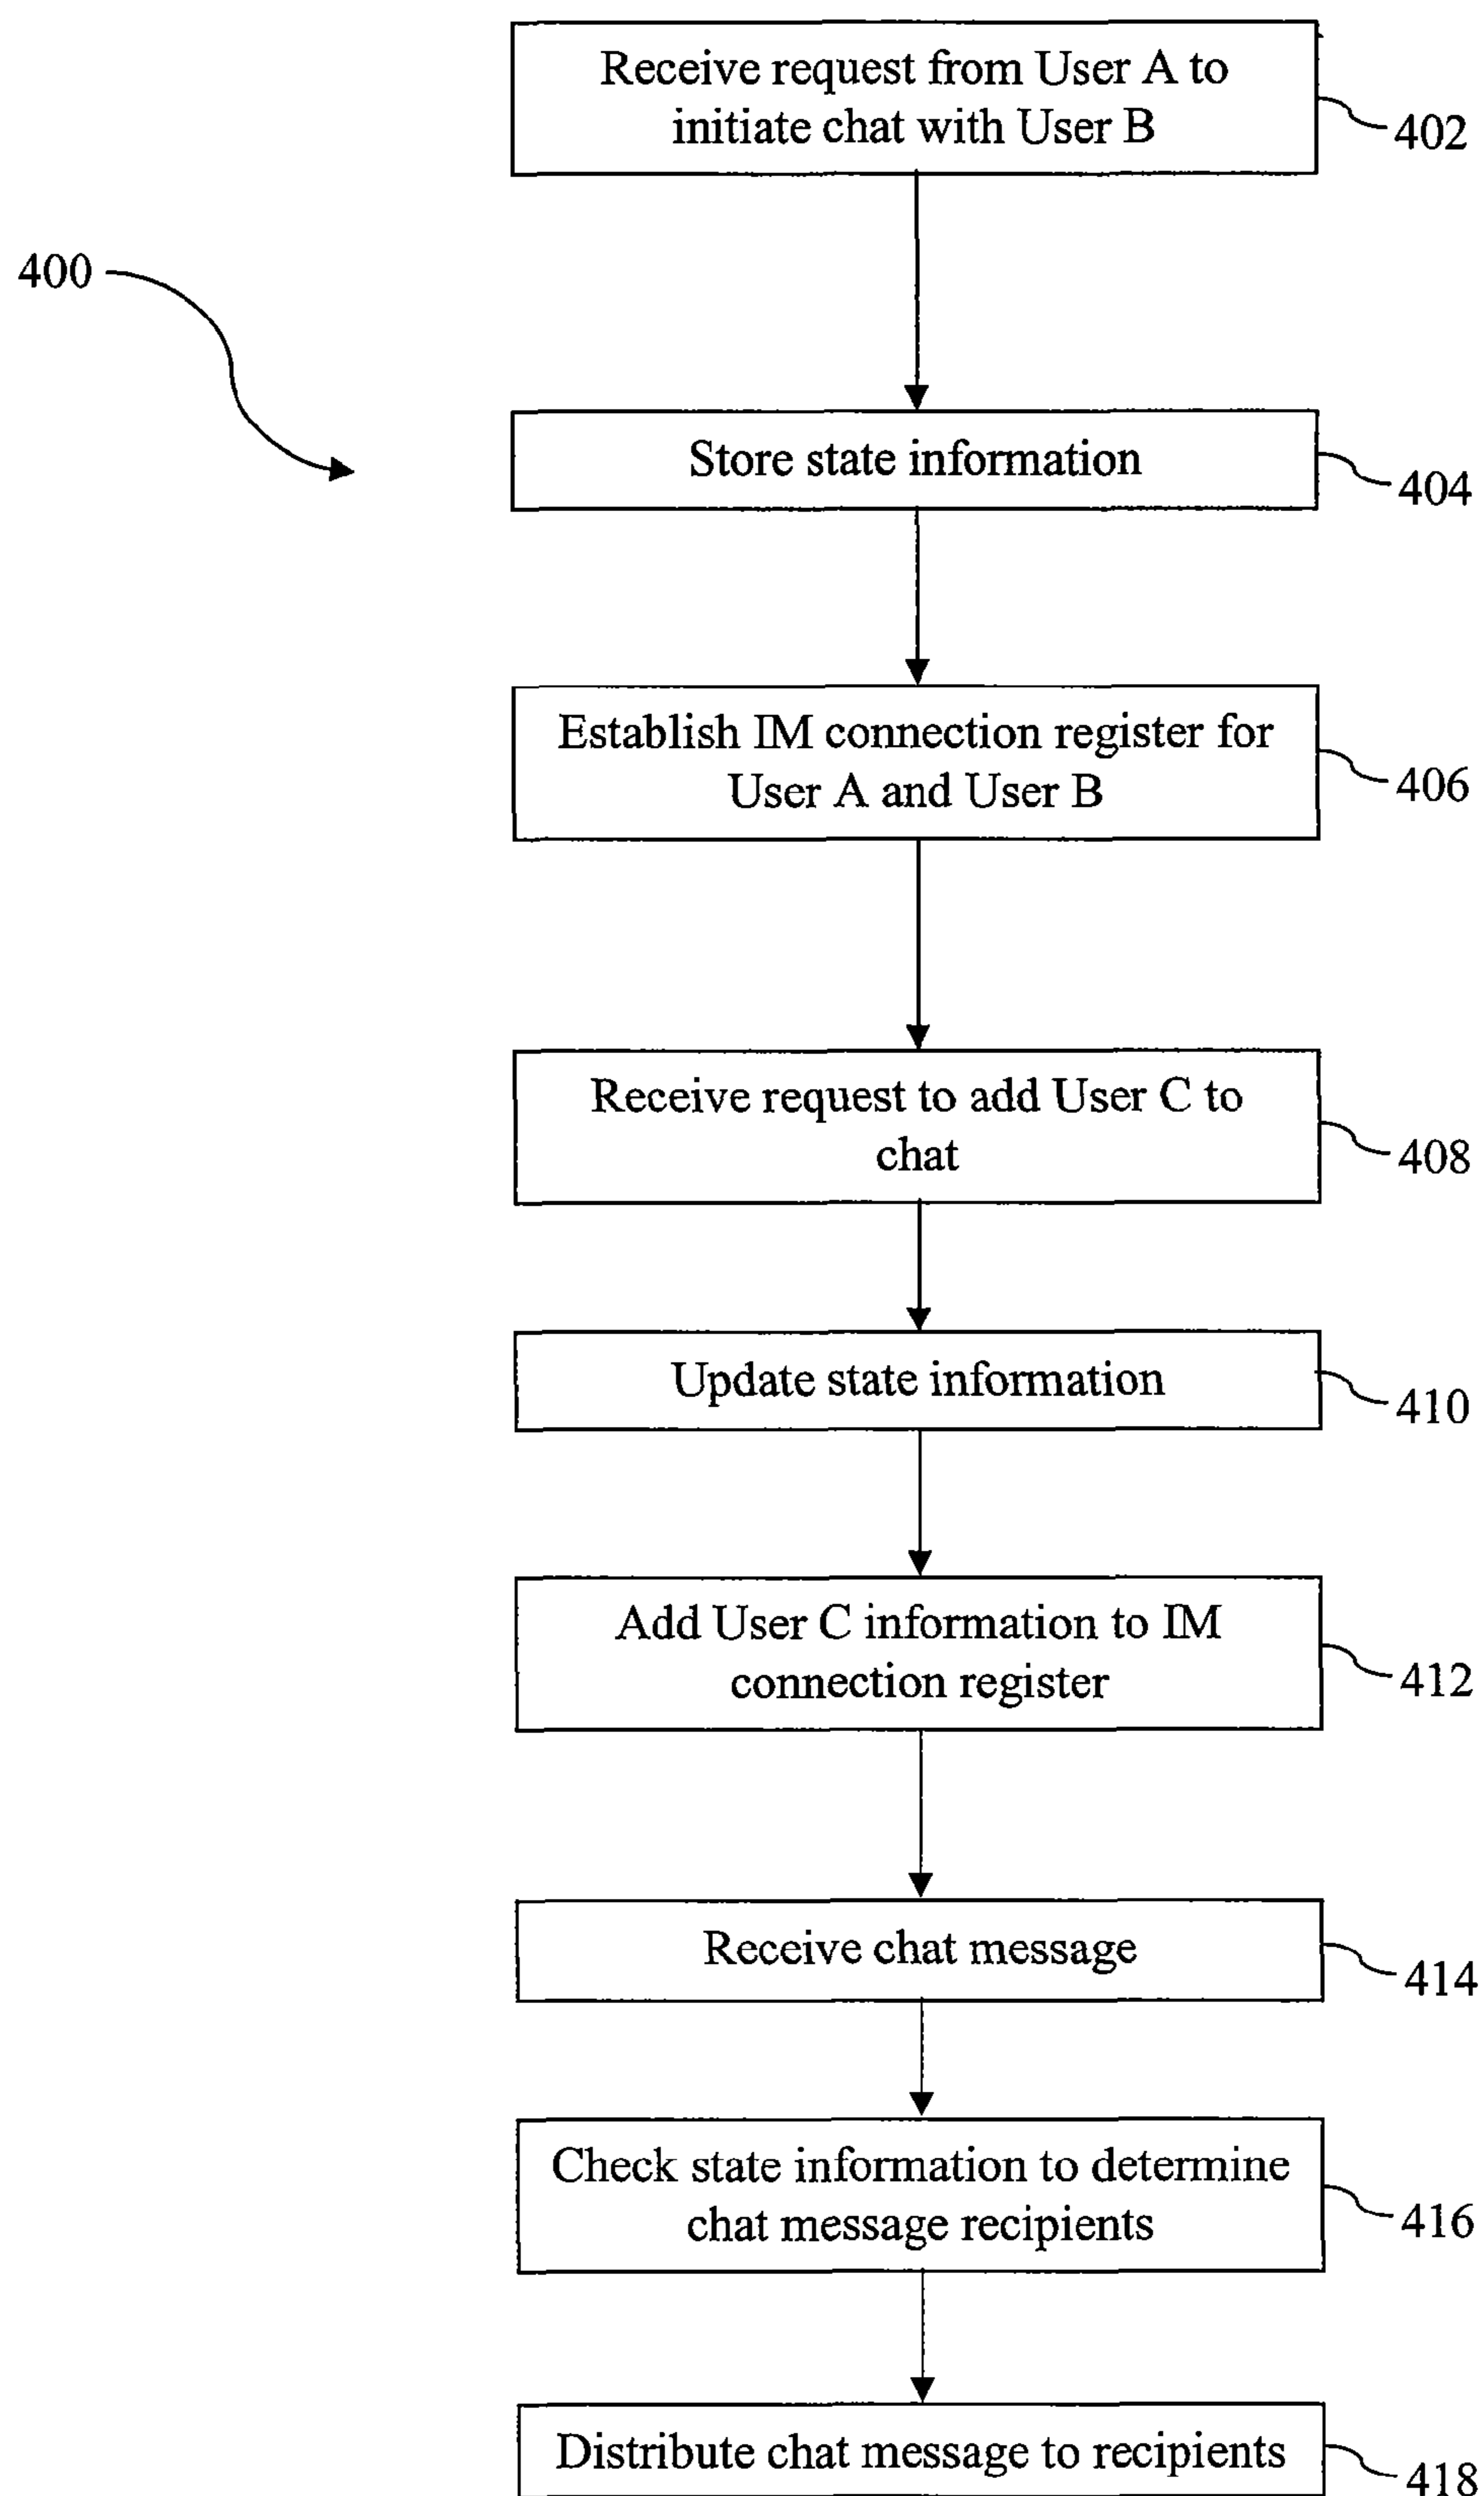 Receive request from User A to
initiate chat with User B
402
400
Store state information
404
Establish IM connection register for
User A and User B
406
Receive request to add User C to
chat
408
Update state information
410
Add User C information to IM
connection register
412
Receive chat message
414
Check state information to determine
chat message recipients
416
Distribute chat message to recipients
418